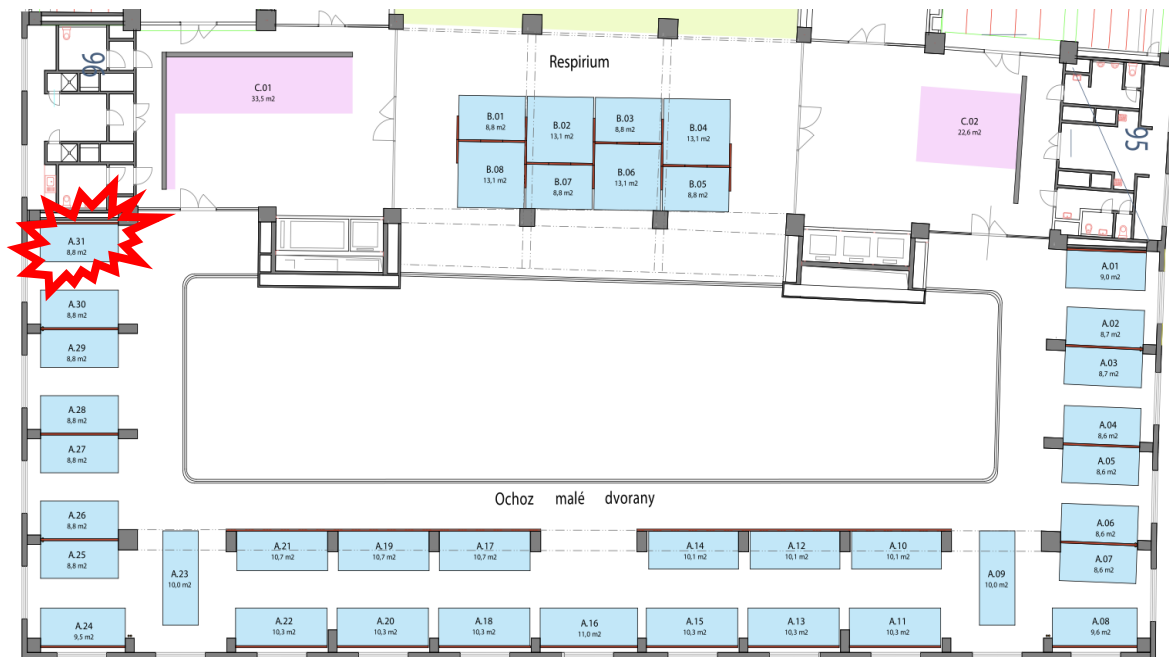 Respirium
96
C.01
33,5 m2
B.01
8,8 m2
B.02
13,1 m2
B.03
8,8 m2
B.04
13,1 m2
C.02
22,6 m2
95
B.08
13,1 m2
B.07
8,8 m2
B.06
13,1 m2
B.05
8,8 m2
A.31
8,8 m2
A.01
9,0 m2
A.30
8,8 m2
A.02
8,7 m2
A.29
8,8 m2
A.03
8,7 m2
A.28
8,8 m2
A.04
8,6 m2
A.27
8,8 m2
A.05
8,6 m2
Ochoz malé dvorany
A.26
8,8 m2
A.06
8,6 m2
A.25
8,8 m2
A.07
8,6 m2
A.23
10,0 m2
A.21
10,7 m2
A.19
10,7 m2
A.17
10,7 m2
A.14
10,1 m2
A.12
10,1 m2
A.10
10,1 m2
A.09
10,0 m2
A.24
9,5 m2
A.22
10,3 m2
A.20
10,3 m2
A.18
10,3 m2
A.16
11,0 m2
A.15
10,3 m2
A.13
10,3 m2
A.11
10,3 m2
A.08
9,6 m2